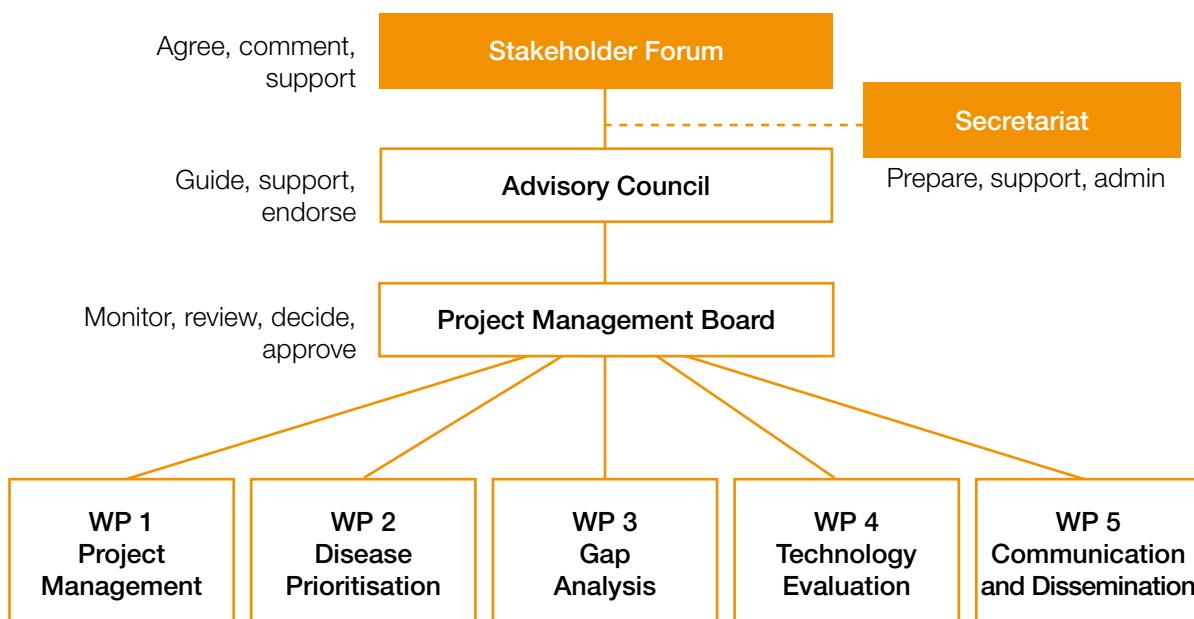 Agree, comment,
support
Stakeholder Forum
Secretariat
Prepare, support, admin
Guide, support,
endorse
Advisory Council
Monitor, review, decide,
approve
Project Management Board
WP 1
Project
Management
WP 2
Disease
Prioritisation
WP 3
Gap
Analysis
WP 4
Technology
Evaluation
WP 5
Communication
and Dissemination